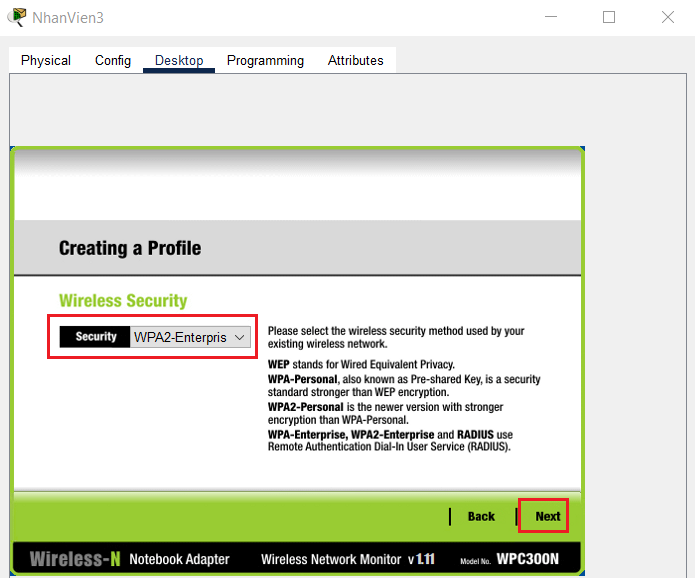 NhanVien3
Physical Config Desktop Programming Attributes
Creating a Profile
Wireless Security
Security WPA2-Enterpris
Please select the wireless security method used by your
existing wireless network.
WEP stands for Wired Equivalent Privacy.
WPA-Personal, also known as Pre-shared Key, is a security
standard stronger than WEP encryption.
WPA2-Personal is the newer version with stronger
encryption than WPA-Personal.
WPA-Enterprise, WPA2-Enterprise and RADIUS use
Remote Authentication Dial-In User Service (RADIUS).
Back Next
Wireless-N Notebook Adapter Wireless Network Monitor v1.11 Model No. WPC300N